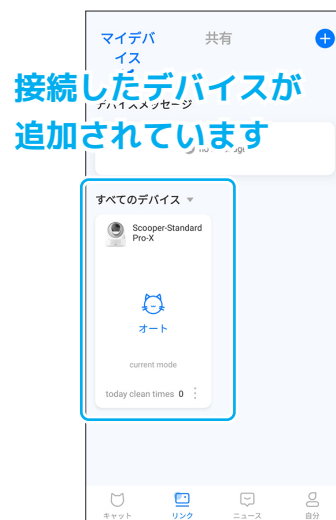 マイデバ
イス
共有
接続したデバイスが
デバイスメッセージ
追加されています
すべてのデバイス
Scooper-Standard
Pro-X
オート
current mode
today clean times 0
キャット
リンク
ニュース
自分